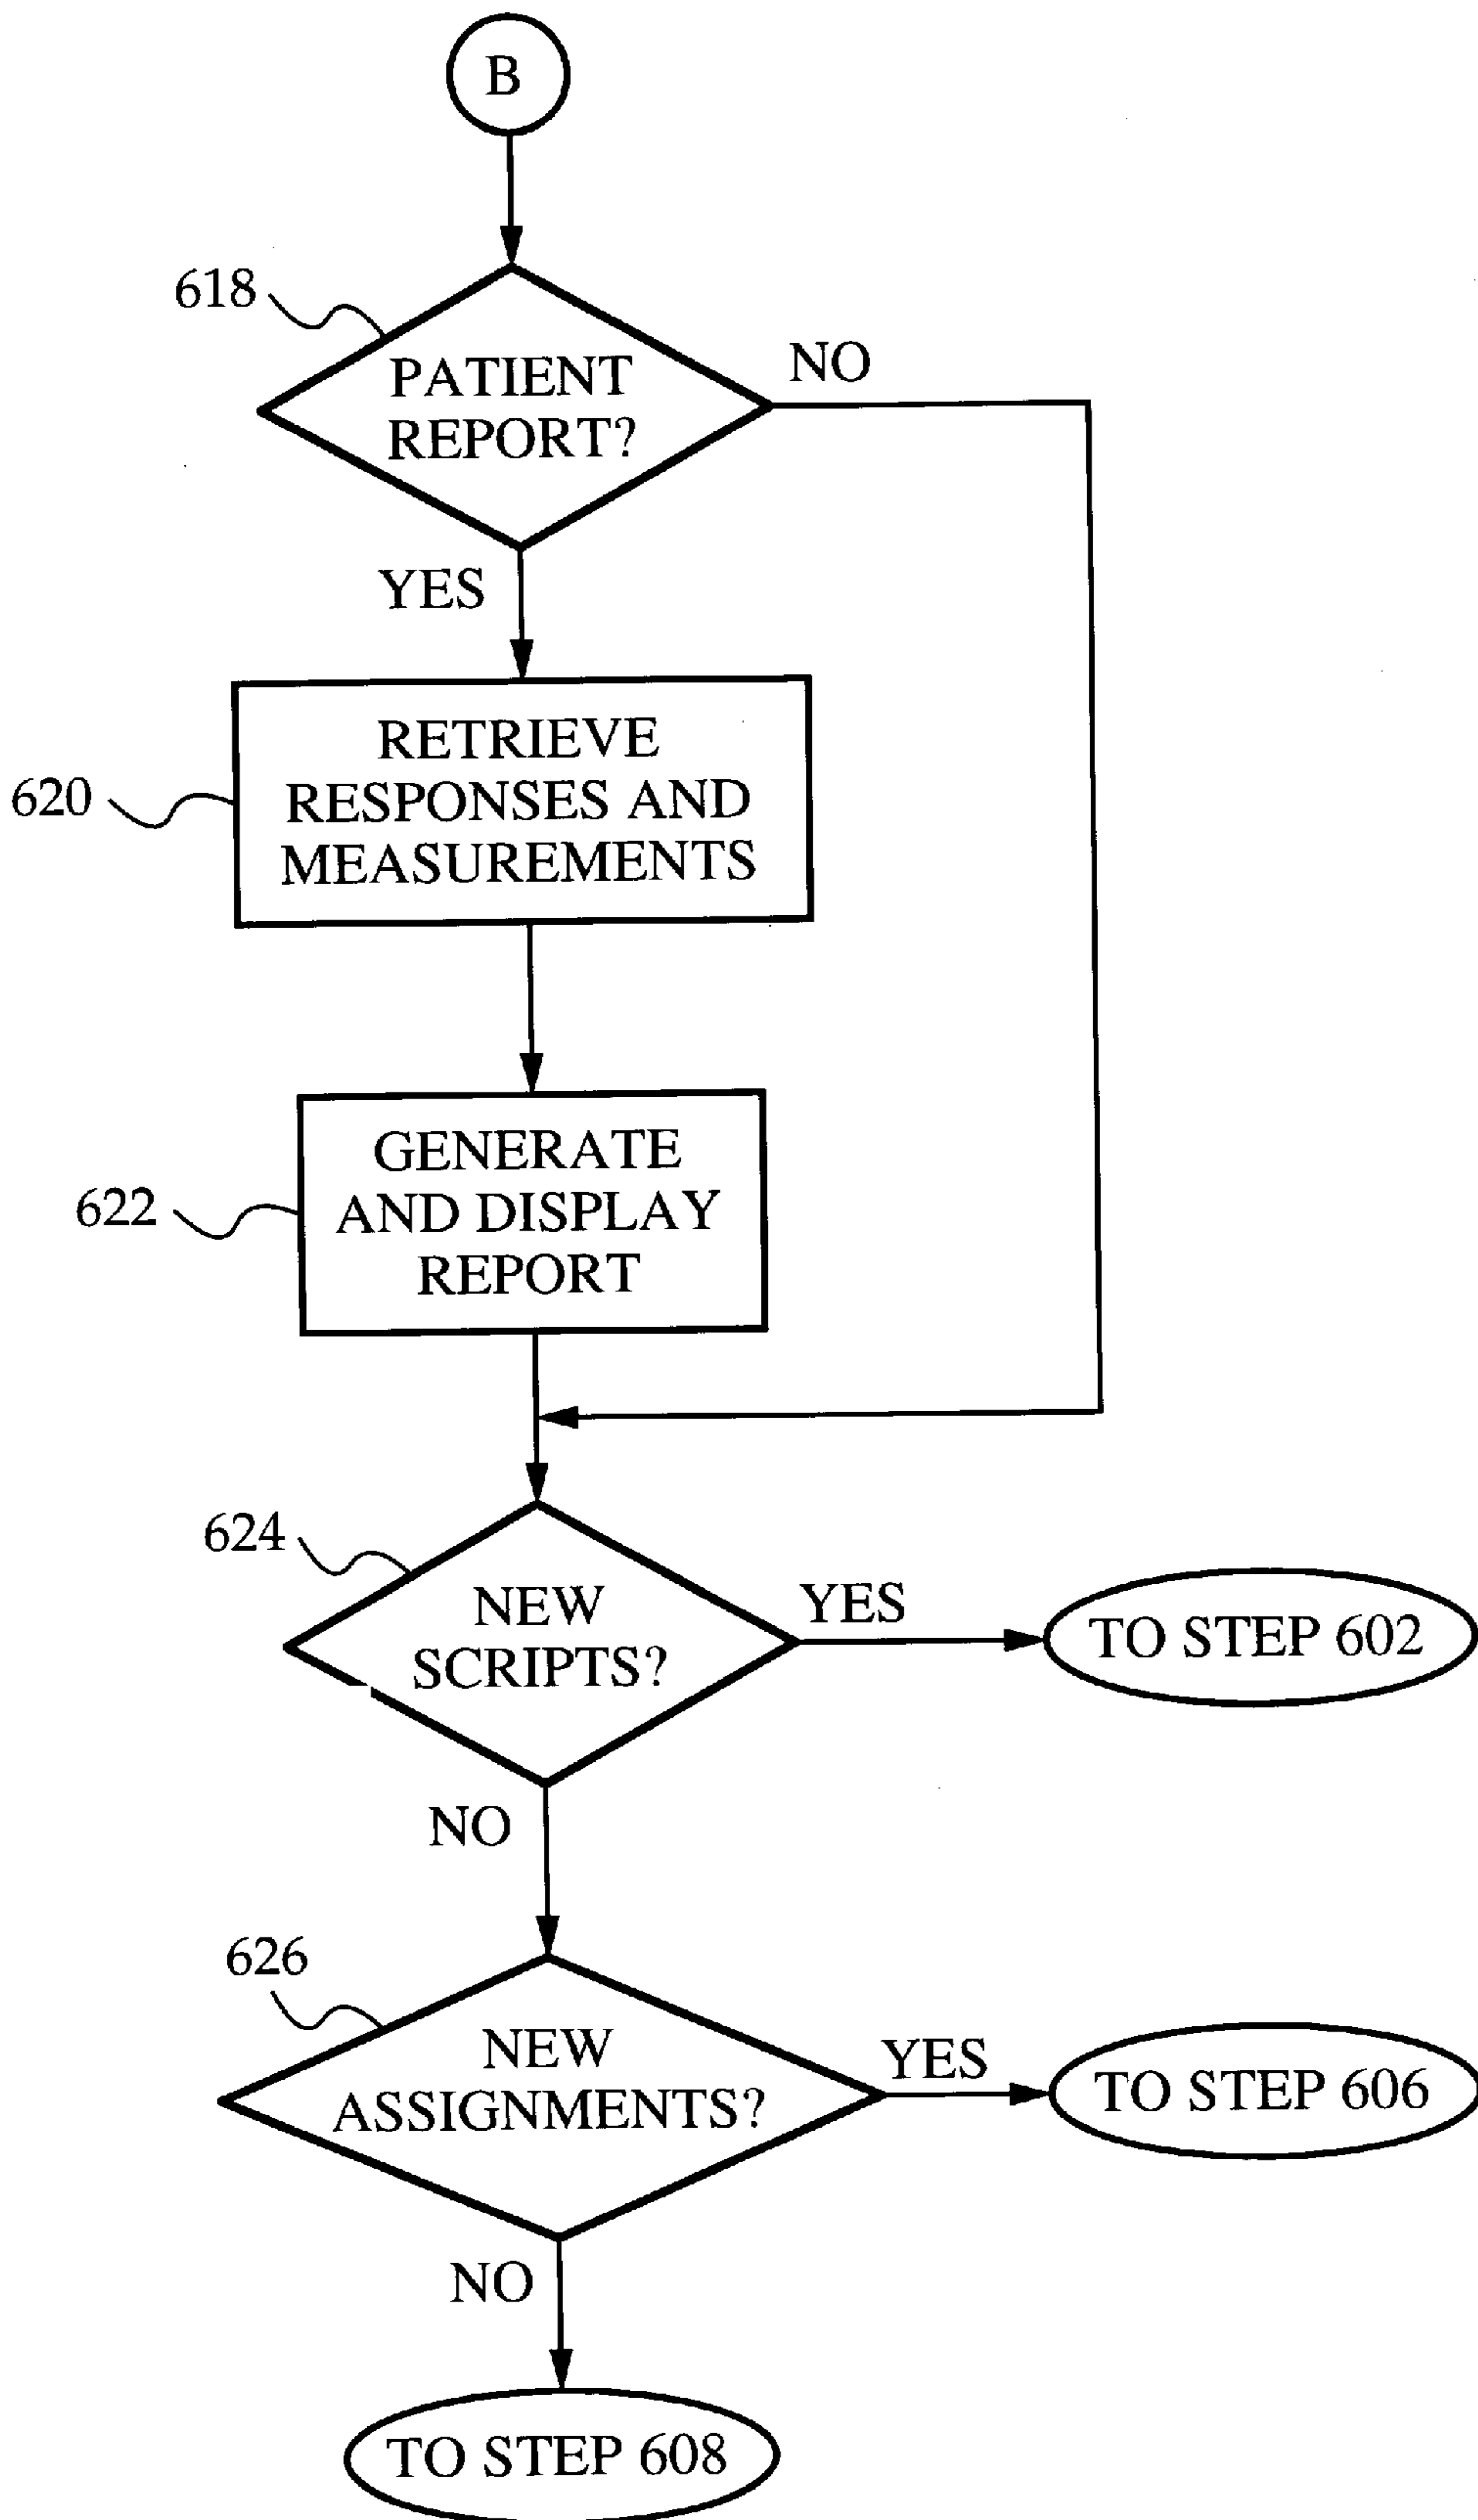 B
618
PATIENT
REPORT?
NO
YES
620
RETRIEVE
RESPONSES AND
MEASUREMENTS
622
GENERATE
AND DISPLAY
REPORT
624
NEW
SCRIPTS?
YES
TO STEP 602
NO
626
NEW
ASSIGNMENTS?
YES
TO STEP 606
NO
TO STEP 608